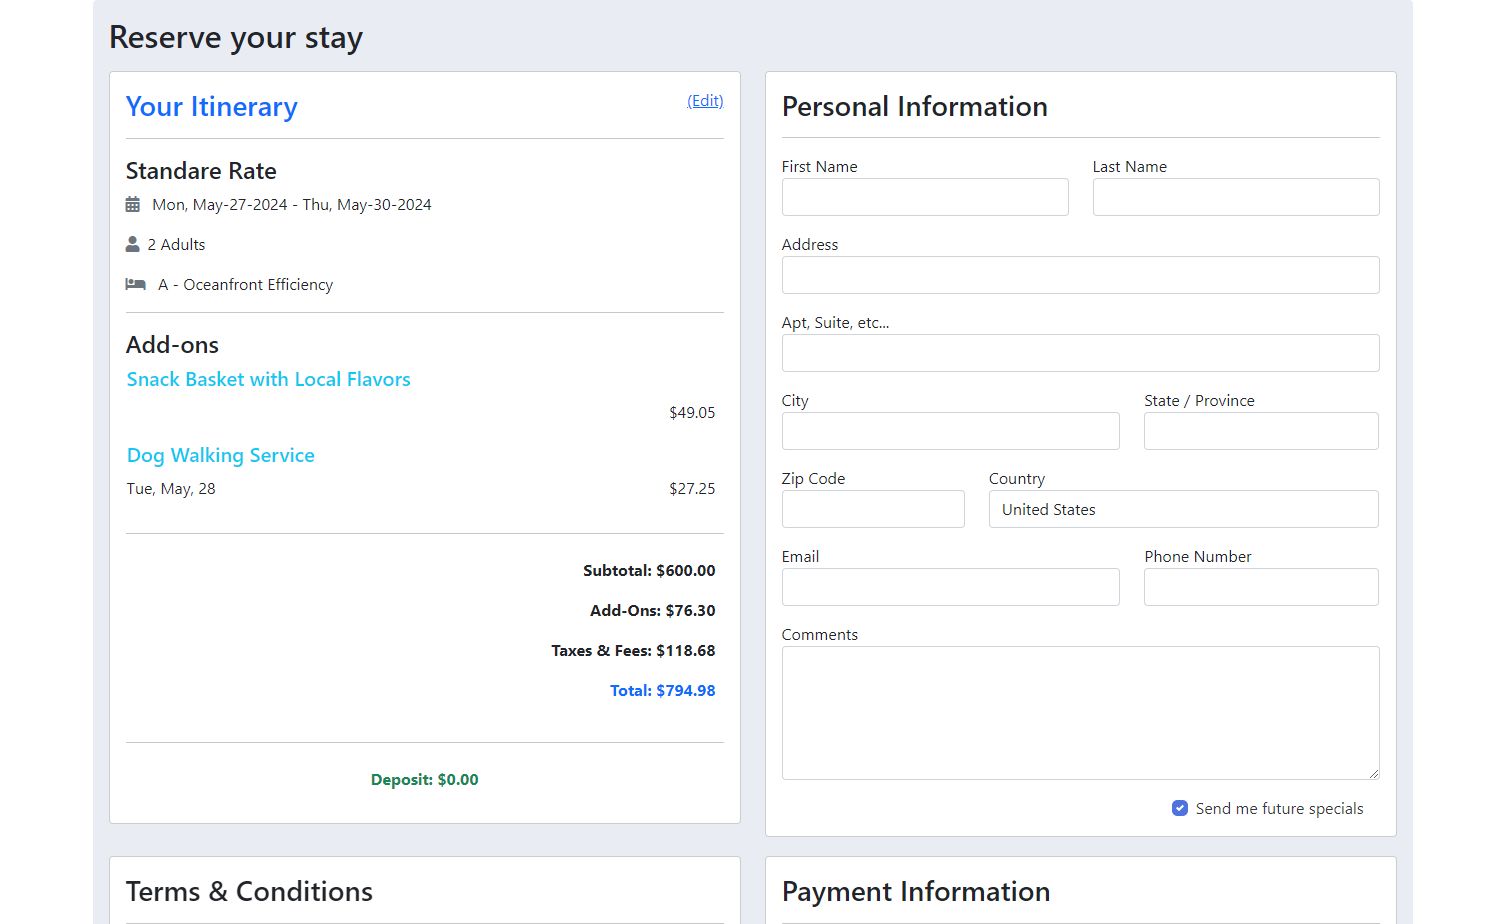 Reserve your stay
Your Itinerary
(Edit)
Standare Rate
Mon, May-27-2024 - Thu, May-30-2024
2 Adults
A - Oceanfront Efficiency
Add-ons
Snack Basket with Local Flavors
$49.05
Dog Walking Service
Tue, May, 28 $27.25
Subtotal: $600.00
Add-Ons: $76.30
Taxes & Fees: $118.68
Total: $794.98
Deposit: $0.00
Personal Information
First Name Last Name
Address
Apt, Suite, etc...
City State / Province
Zip Code Country
United States
Email Phone Number
Comments
Send me future specials
Terms & Conditions
Payment Information